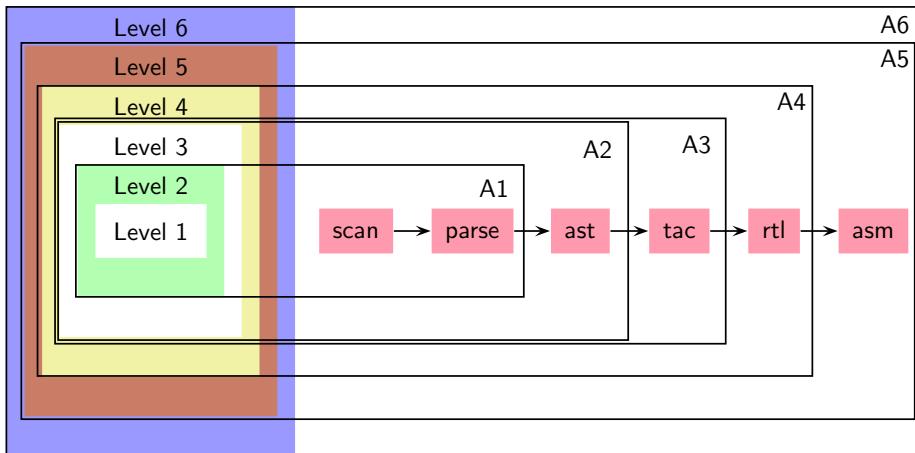 Level 6
A6
Level 5
A5
Level 4
A4
Level 3
A3
A2
Level 2
A1
Level 1
scan
parse
ast
tac
rtl
asm